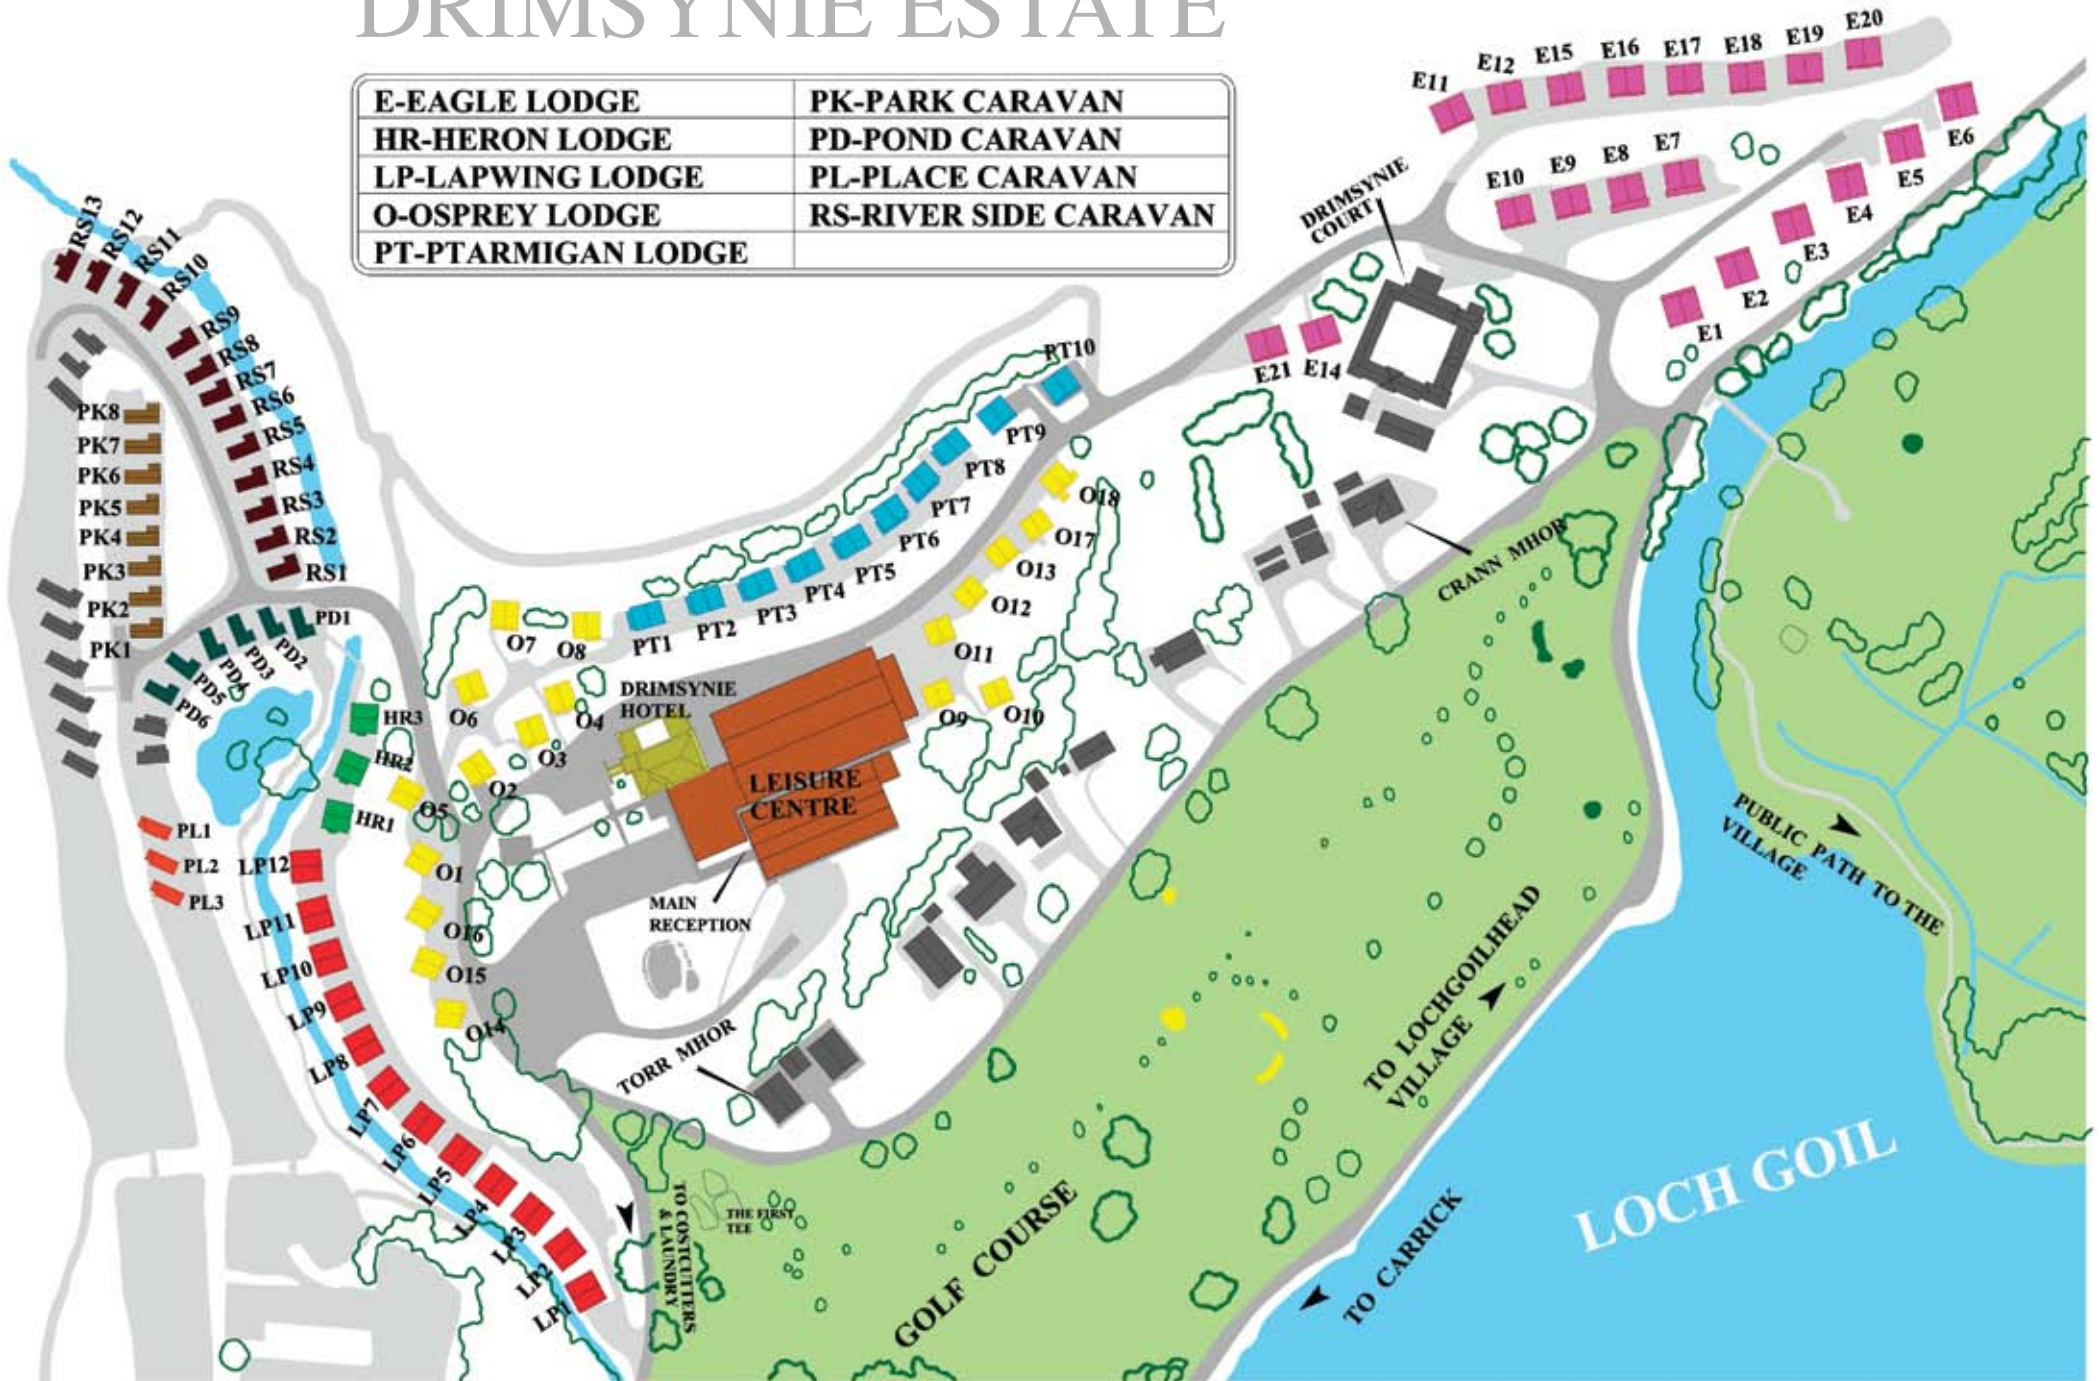 DRIMSYNIE ESTATE
E-EAGLE LODGE
PK-PARK CARAVAN
HR-HERON LODGE
PD-POND CARAVAN
LP-LAPWING LODGE
PL-PLACE CARAVAN
O-OSPREY LODGE
RS-RIVER SIDE CARAVAN
PT-PTARMIGAN LODGE
E11
E12
E15
E16
E17
E18
E19
E20
E10
E9
E8
E7
E6
E5
E4
E3
E2
E1
DRIMSYNIE
COURT
E21
E14
RS13
RS12
RS11
RS10
RS9
RS8
RS7
RS6
RS5
RS4
RS3
RS2
RS1
PK8
PK7
PK6
PK5
PK4
PK3
PK2
PK1
PD1
PD2
PD3
PD4
PD5
PD6
PT10
PT9
PT8
PT7
PT6
PT5
PT4
PT3
PT2
PT1
O18
O17
O13
O12
O11
O10
O9
O7
O8
O6
O4
O3
O2
O5
O1
O16
O15
O14
HR3
HR2
HR1
PL1
PL2
PL3
LP12
LP11
LP10
LP9
LP8
LP7
LP6
LP5
LP4
LP3
LP2
LP1
DRIMSYNIE
HOTEL
LEISURE
CENTRE
MAIN
RECEPTION
CRANN MHOR
TORR MHOR
TO COSTCUTTERS
& LAUNDRY
THE FIRST
TEE
GOLF COURSE
TO LOCHGOILHEAD
VILLAGE
TO CARRICK
PUBLIC PATH TO THE
VILLAGE
LOCH GOIL